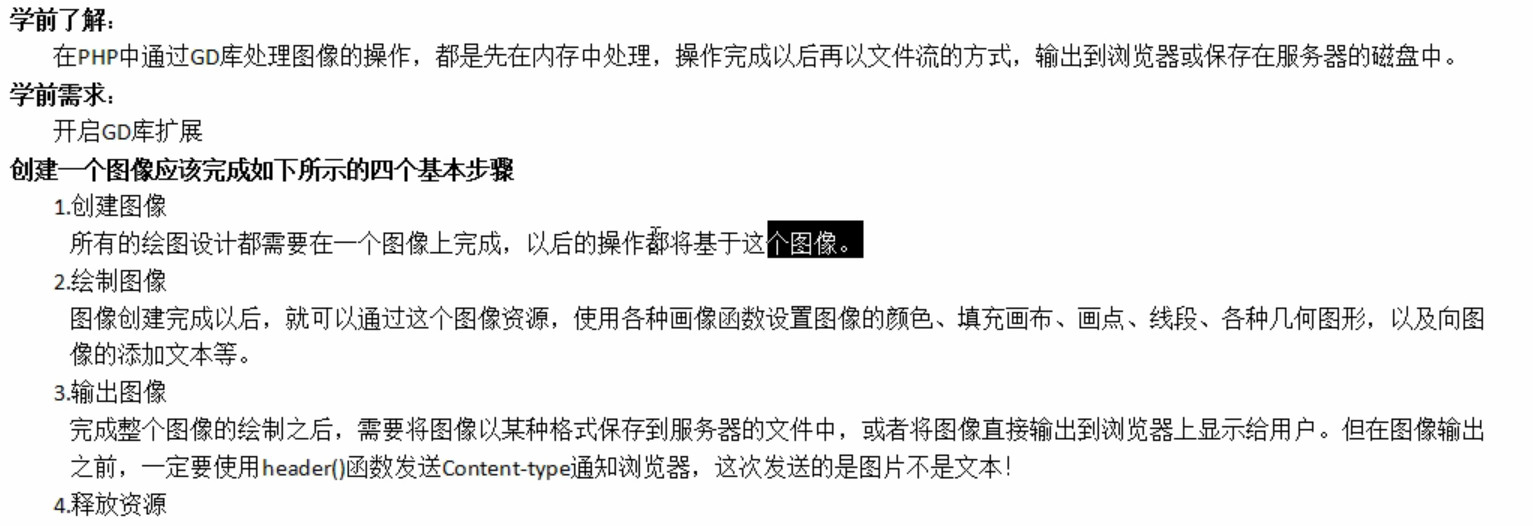 学前了解：
在PHP中通过GD库处理图像的操作，都是先在内存中处理，操作完成以后再以文件流的方式，输出到浏览器或保存在服务器的磁盘中。
学前需求：
开启GD库扩展
创建一个图像应该完成如下所示的四个基本步骤
1.创建图像
所有的绘图设计都需要在一个图像上完成，以后的操作都将基于这个图像。
2.绘制图像
图像创建完成以后，就可以通过这个图像资源，使用各种画像函数设置图像的颜色、填充画布、画点、线段、各种几何图形，以及向图
像的添加文本等。
3.输出图像
完成整个图像的绘制之后，需要将图像以某种格式保存到服务器的文件中，或者将图像直接输出到浏览器上显示给用户。但在图像输出
之前，一定要使用header()函数发送Content-type通知浏览器，这次发送的是图片不是文本！
4.释放资源